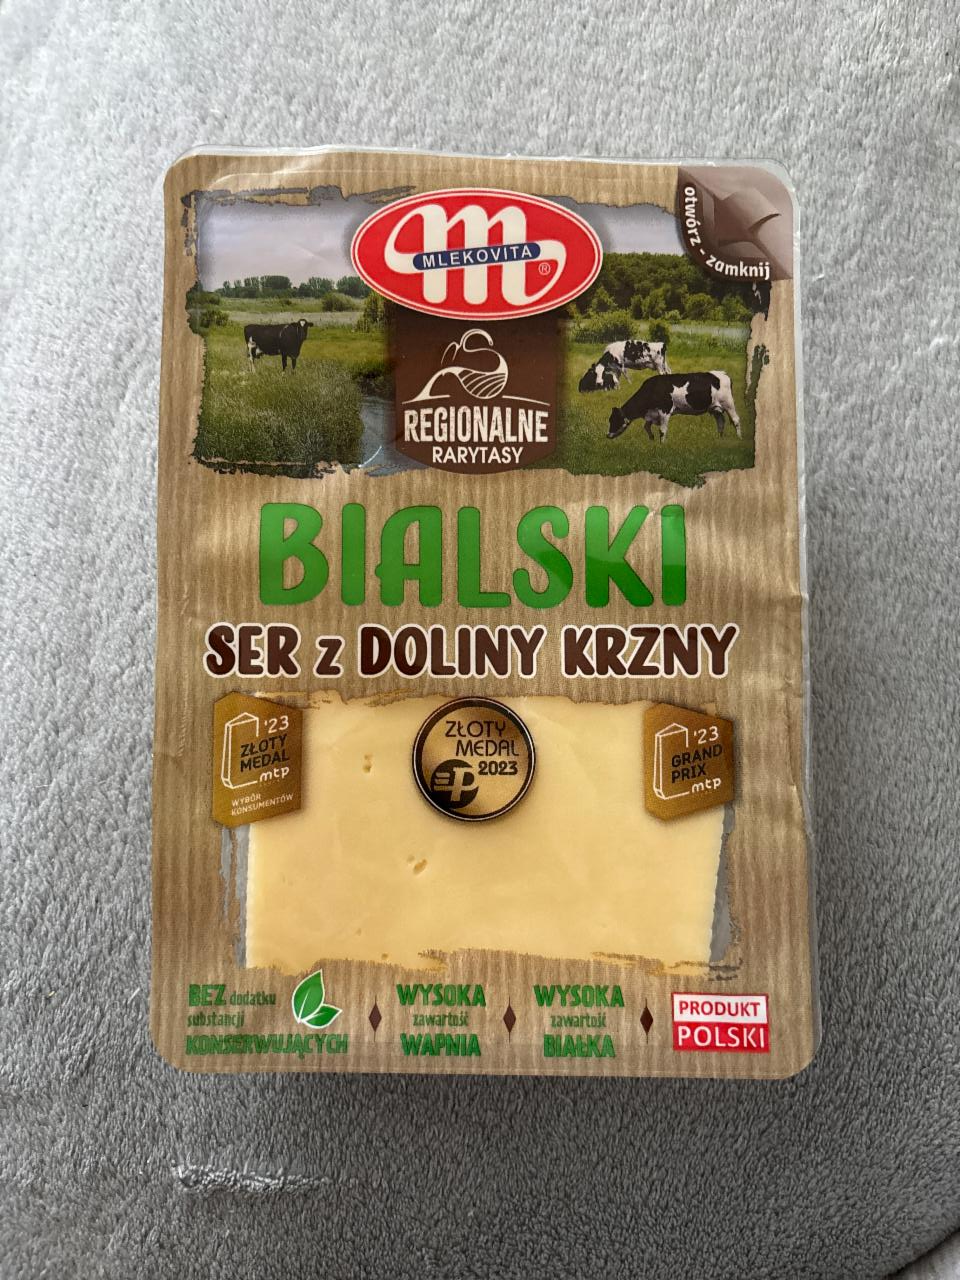 MLEKOVITA
®
otwórz - zamknij
REGIONALNE
RARYTASY
BIALSKI
SER z DOLINY KRZNY
'23
ZŁOTY
MEDAL
mtp
WYBÓR
KONSUMENTÓW
ZŁOTY
MEDAL
2023
'23
GRAND
PRIX
mtp
BEZ dodatku
substancji
KONSERWUJĄCYCH
WYSOKA
zawartość
WAPNIA
WYSOKA
zawartość
BIAŁKA
PRODUKT
POLSKI